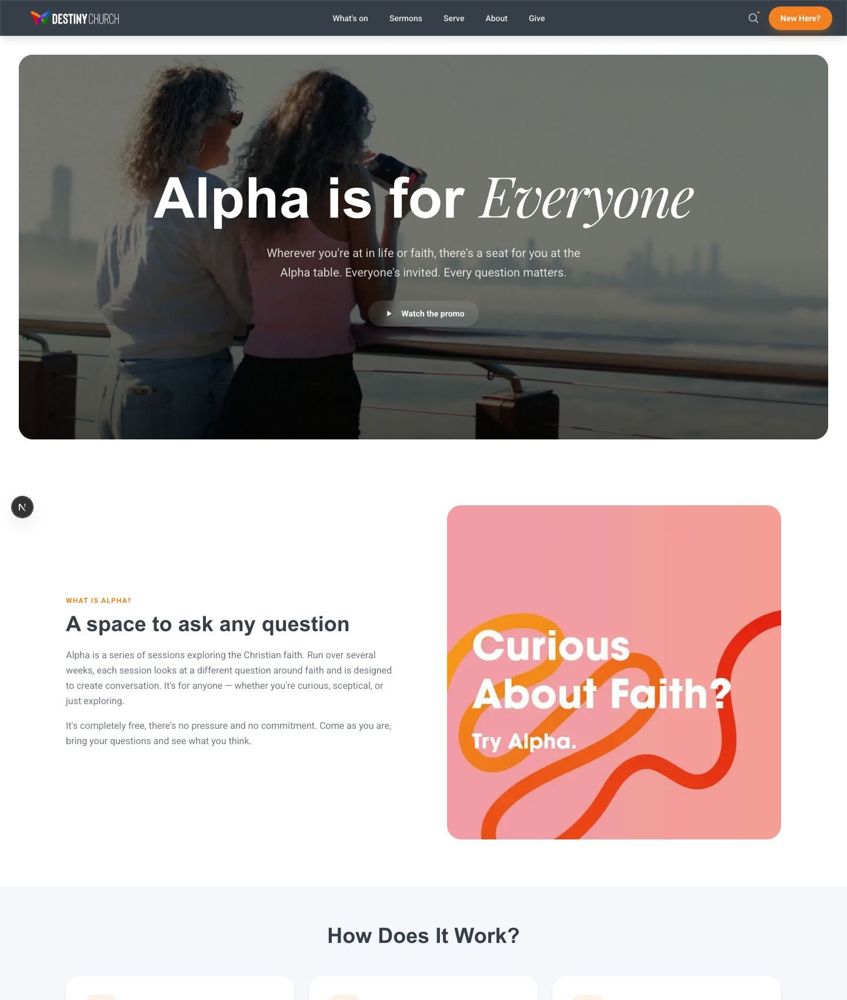 DESTINY CHURCH
What's on
Sermons
Serve
About
Give
New Here?
Alpha is for Everyone
Wherever you're at in life or faith, there's a seat for you at the
Alpha table. Everyone's invited. Every question matters.
Watch the promo
N
WHAT IS ALPHA?
A space to ask any question
Alpha is a series of sessions exploring the Christian faith. Run over several
weeks, each session looks at a different question around faith and is designed
to create conversation. It's for anyone — whether you're curious, sceptical, or
just exploring.
It's completely free, there's no pressure and no commitment. Come as you are,
bring your questions and see what you think.
Curious
About Faith?
Try Alpha.
How Does It Work?